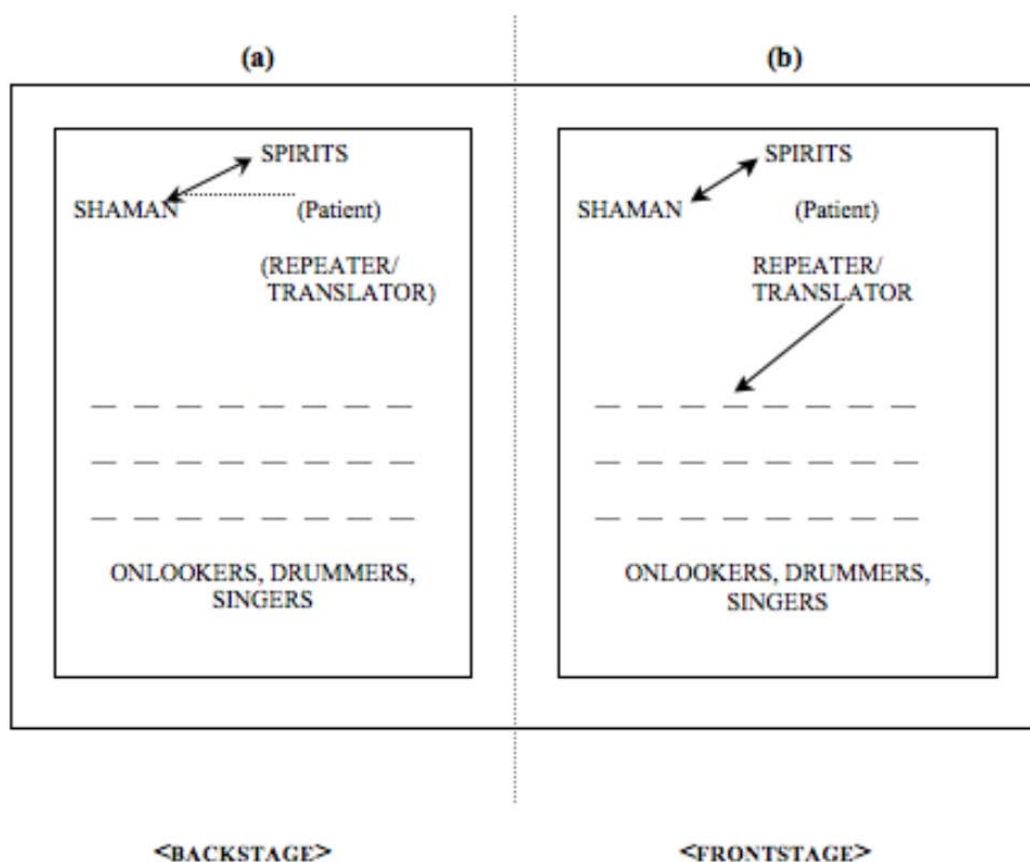 (a)
SPIRITS
SHAMAN (Patient)
(REPEATER/
TRANSLATOR)
ONLOOKERS, DRUMMERS,
SINGERS
<BACKSTAGE>
(b)
SPIRITS
SHAMAN (Patient)
REPEATER/
TRANSLATOR
ONLOOKERS, DRUMMERS,
SINGERS
<FRONTSTAGE>